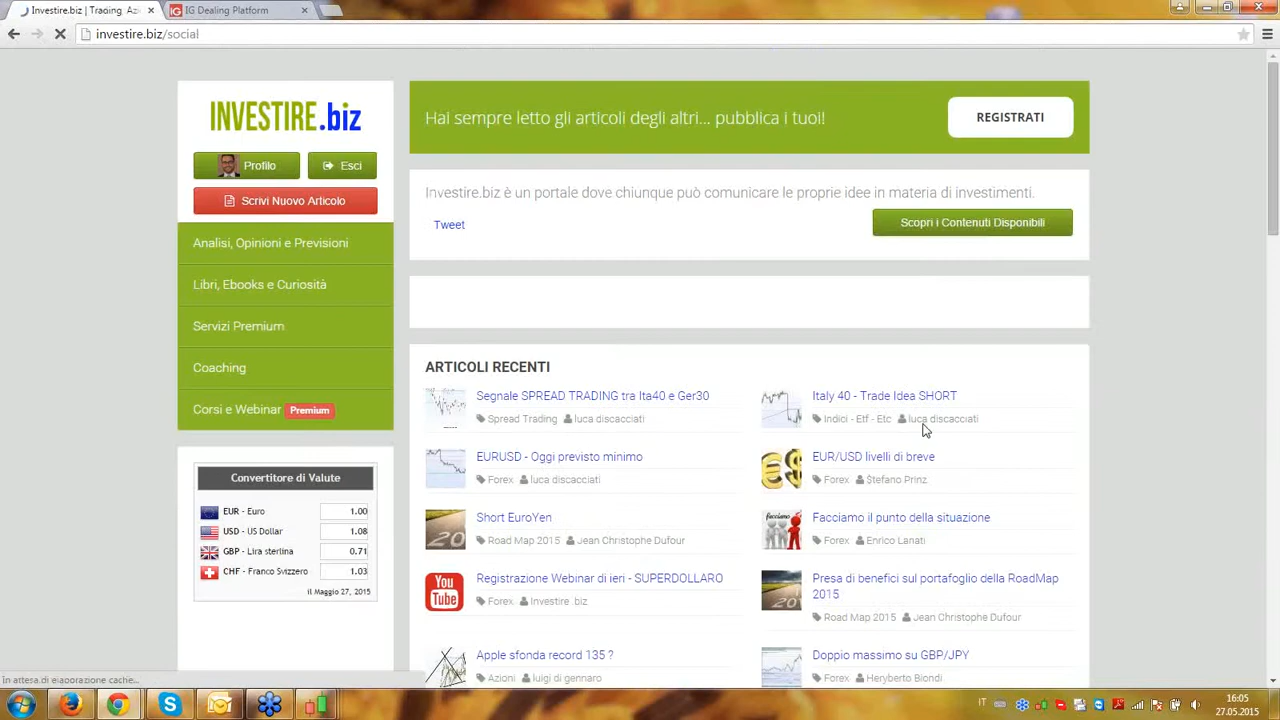 Investire.biz | Trading, Az
IG Dealing Platform
investire.biz/social
INVESTIRE.biz
Hai sempre letto gli articoli degli altri... pubblica i tuoi!
REGISTRATI
Profilo
Esci
Scrivi Nuovo Articolo
Investire.biz è un portale dove chiunque può comunicare le proprie idee in materia di investimenti.
Tweet
Scopri i Contenuti Disponibili
Analisi, Opinioni e Previsioni
Libri, Ebooks e Curiosità
Servizi Premium
Coaching
Corsi e Webinar Premium
Convertitore di Valute
EUR - Euro 1.00
USD - US Dollar 1.08
GBP - Lira sterlina 0.71
CHF - Franco Svizzero 1.03
il Maggio 27, 2015
ARTICOLI RECENTI
Segnale SPREAD TRADING tra Ita40 e Ger30
Spread Trading luca discacciati
Italy 40 - Trade Idea SHORT
Indici - Etf - Etc luca discacciati
EURUSD - Oggi previsto minimo
Forex luca discacciati
EUR/USD livelli di breve
Forex $tefano Prinz
Short EuroYen
Road Map 2015 Jean Christophe Dufour
Facciamo il punto della situazione
Forex Enrico Lanati
Registrazione Webinar di ieri - SUPERDOLLARO
Forex Investire .biz
Presa di benefici sul portafoglio della RoadMap
2015
Road Map 2015 Jean Christophe Dufour
Apple sfonda record 135 ?
Azioni luigi di gennaro
Doppio massimo su GBP/JPY
Forex Heryberto Biondi
20
facciamo
20
You
Tube
20
In attesa di esporazione cache...
IT
16:05
27.05.2015